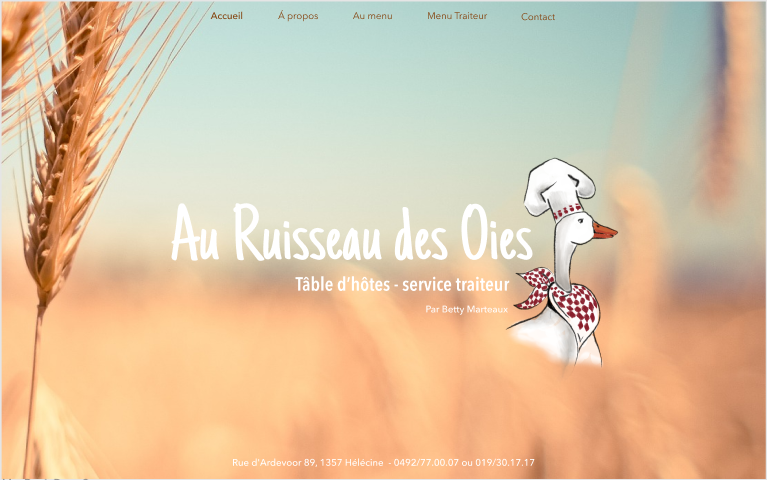 Accueil Á propos Au menu Menu Traiteur Contact
Au Ruisseau des Oies
Tâble d'hôtes - service traiteur
Par Betty Marteaux
Rue d'Ardevoor 89, 1357 Hélécine - 0492/77.00.07 ou 019/30.17.17